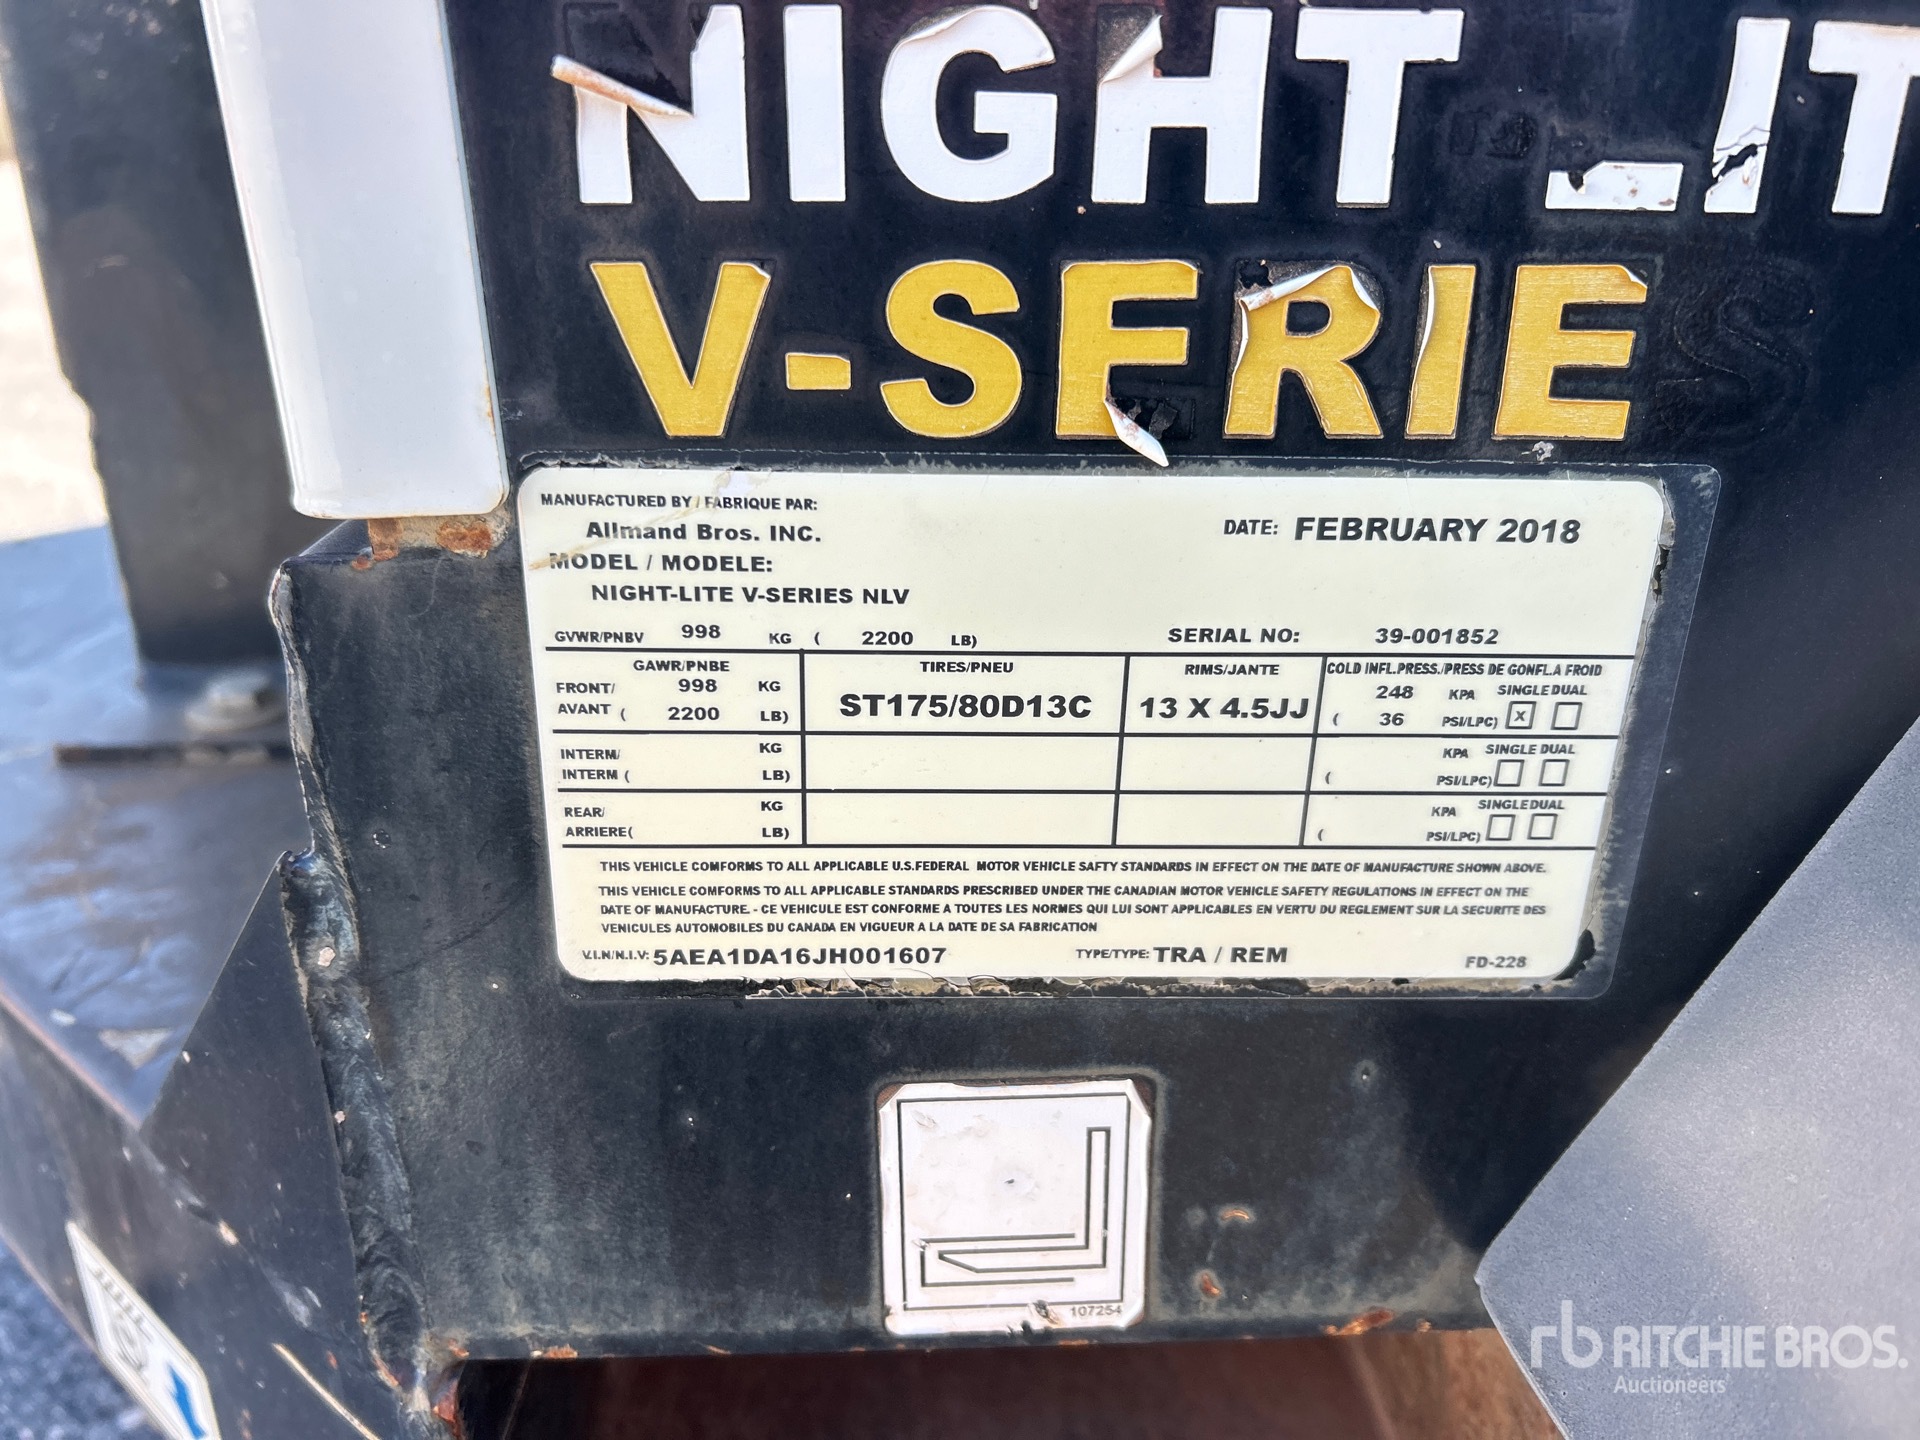 NIGHT-LIT
V-SERIES
MANUFACTURED BY / FABRIQUE PAR:
Allmand Bros. INC.
DATE: FEBRUARY 2018
MODEL / MODELE:
NIGHT-LITE V-SERIES NLV
GVWR/PNBV 998 KG ( 2200 LB) SERIAL NO: 39-001852
GAWR/PNBE TIRES/PNEU RIMS/JANTE COLD INFL.PRESS./PRESS DE GONFL.A FROID
FRONT/ 998 KG 248 KPA SINGLE DUAL
AVANT ( 2200 LB) ST175/80D13C 13 X 4.5JJ ( 36 PSI/LPC) X
INTERM/ KG KPA SINGLE DUAL
INTERM ( LB) ( PSI/LPC)
REAR/ KG KPA SINGLE DUAL
ARRIERE( LB) ( PSI/LPC)
THIS VEHICLE COMFORMS TO ALL APPLICABLE U.S.FEDERAL MOTOR VEHICLE SAFTY STANDARDS IN EFFECT ON THE DATE OF MANUFACTURE SHOWN ABOVE.
THIS VEHICLE COMFORMS TO ALL APPLICABLE STANDARDS PRESCRIBED UNDER THE CANADIAN MOTOR VEHICLE SAFETY REGULATIONS IN EFFECT ON THE
DATE OF MANUFACTURE. - CE VEHICULE EST CONFORME A TOUTES LES NORMES QUI LUI SONT APPLICABLES EN VERTU DU REGLEMENT SUR LA SECURITE DES
VENICULES AUTOMOBILES DU CANADA EN VIGUEUR A LA DATE DE SA FABRICATION
V.I.N/N.I.V: 5AEA1DA16JH001607 TYPE/TYPE: TRA / REM FD-228
107254
rb RITCHIE BROS.
Auctioneers